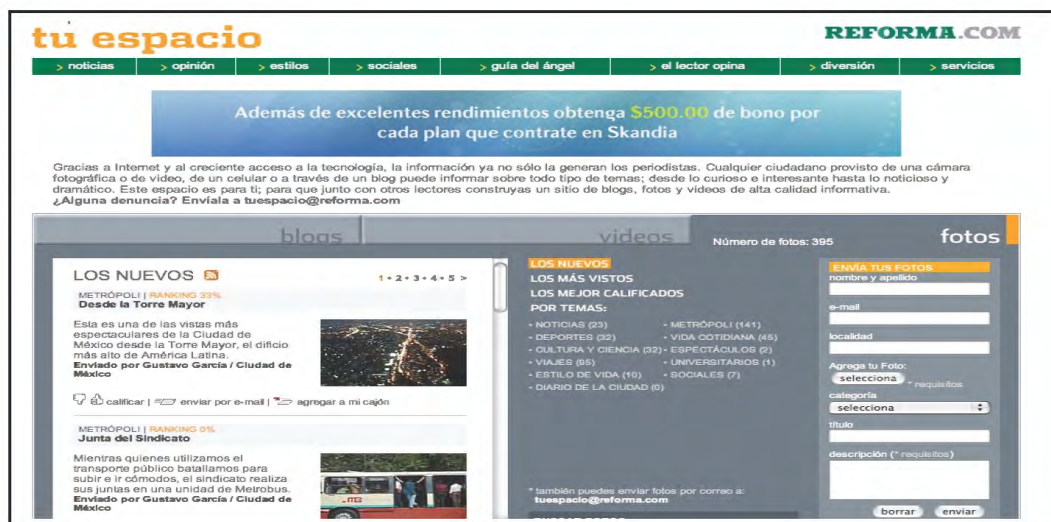 tu espacio
REFORMA.COM
> noticias > opinión > estilos > sociales > guía del ángel > el lector opina > diversión > servicios
Además de excelentes rendimientos obtenga $500.00 de bono por
cada plan que contrate en Skandia
Gracias a Internet y al creciente acceso a la tecnología, la información ya no sólo la generan los periodistas. Cualquier ciudadano provisto de una cámara
fotográfica o de video, de un celular o a través de un blog puede informar sobre todo tipo de temas; desde lo curioso e interesante hasta lo noticioso y
dramático. Este espacio es para ti; para que junto con otros lectores construyas un sitio de blogs, fotos y videos de alta calidad informativa.
¿Alguna denuncia? Envíala a tuespacio@reforma.com
blogs
videos
Número de fotos: 395
fotos
LOS NUEVOS
1 • 2 • 3 • 4 • 5 >
METRÓPOLI | RANKING 33%
Desde la Torre Mayor
Esta es una de las vistas más
espectaculares de la Ciudad de
México desde la Torre Mayor, el dificio
más alto de América Latina.
Enviado por Gustavo García / Ciudad de
México
calificar | enviar por e-mail | agregar a mi cajón
METRÓPOLI | RANKING 0%
Junta del Sindicato
Mientras quienes utilizamos el
transporte público batallamos para
subir e ir cómodos, el sindicato realiza
sus juntas en una unidad de Metrobus.
Enviado por Gustavo García / Ciudad de
México
LOS NUEVOS
LOS MÁS VISTOS
LOS MEJOR CALIFICADOS
POR TEMAS:
- NOTICIAS (23)
- METRÓPOLI (141)
- DEPORTES (32)
- VIDA COTIDIANA (45)
- CULTURA Y CIENCIA (32)
- ESPECTÁCULOS (2)
- VIAJES (95)
- UNIVERSITARIOS (1)
- ESTILO DE VIDA (10)
- SOCIALES (7)
- DIARIO DE LA CIUDAD (0)
* también puedes enviar fotos por correo a:
tuespacio@reforma.com
ENVÍA TUS FOTOS
nombre y apellido
e-mail
localidad
Agrega tu Foto:
selecciona * requisitos
categoría
selecciona
título
descripción (* requisitos)
borrar enviar